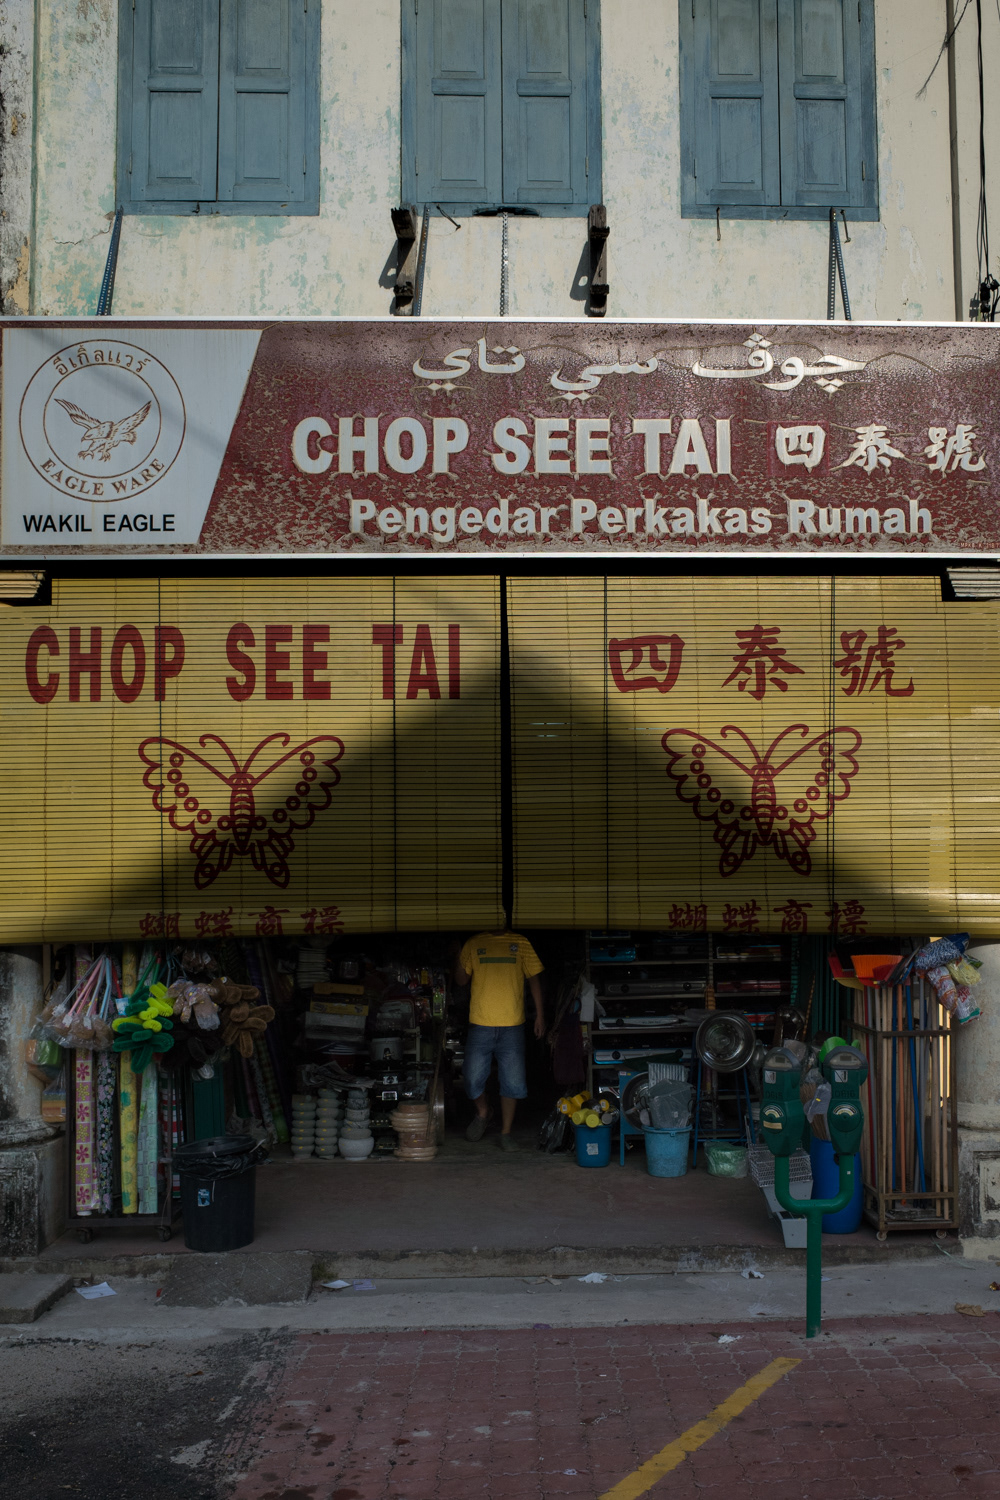 อีเกิ้ลแวร์
EAGLE WARE
WAKIL EAGLE
چوڤ سي تاي
CHOP SEE TAI 四泰號
Pengedar Perkakas Rumah
CHOP SEE TAI
四泰號
蝴蝶商標
蝴蝶商標